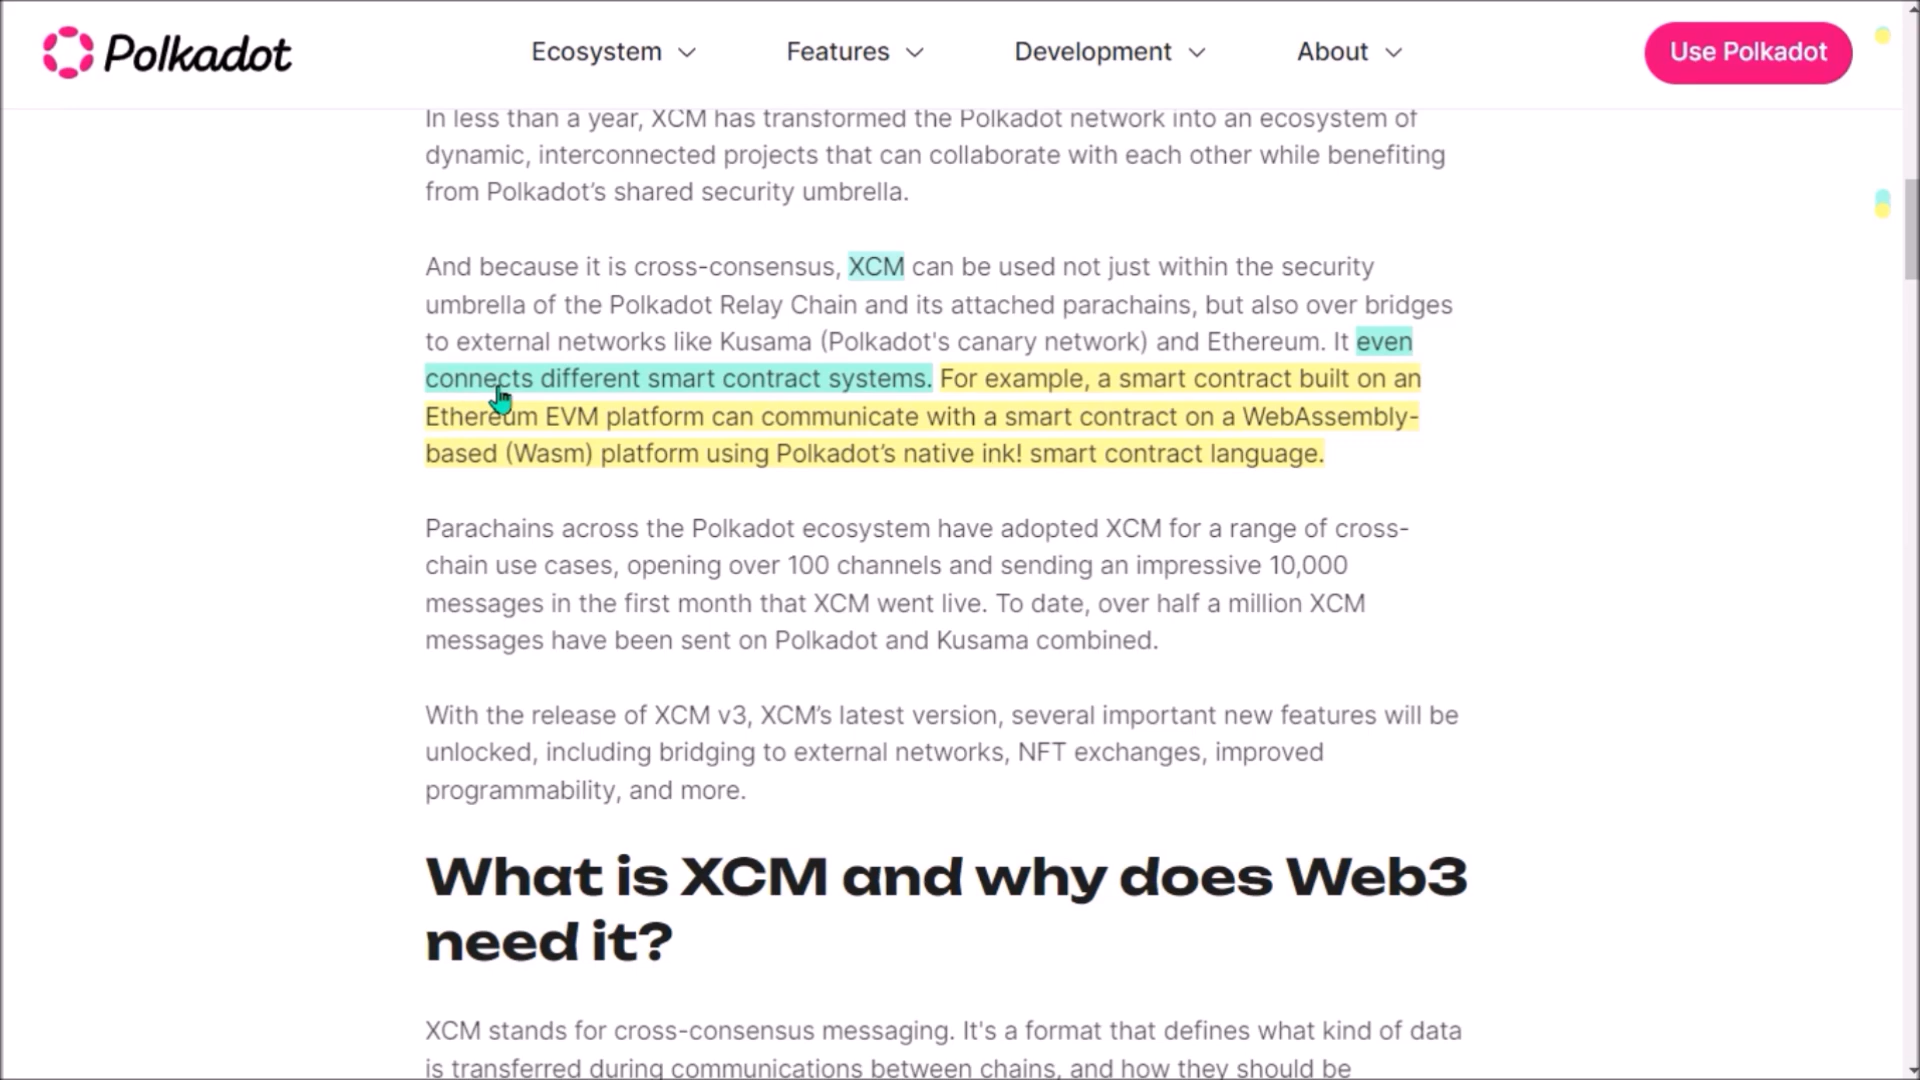 Polkadot
Ecosystem
Features
Development
About
Use Polkadot
In less than a year, XCM has transformed the Polkadot network into an ecosystem of
dynamic, interconnected projects that can collaborate with each other while benefiting
from Polkadot’s shared security umbrella.
And because it is cross-consensus, XCM can be used not just within the security
umbrella of the Polkadot Relay Chain and its attached parachains, but also over bridges
to external networks like Kusama (Polkadot's canary network) and Ethereum. It even
connects different smart contract systems. For example, a smart contract built on an
Ethereum EVM platform can communicate with a smart contract on a WebAssembly-
based (Wasm) platform using Polkadot’s native ink! smart contract language.
Parachains across the Polkadot ecosystem have adopted XCM for a range of cross-
chain use cases, opening over 100 channels and sending an impressive 10,000
messages in the first month that XCM went live. To date, over half a million XCM
messages have been sent on Polkadot and Kusama combined.
With the release of XCM v3, XCM’s latest version, several important new features will be
unlocked, including bridging to external networks, NFT exchanges, improved
programmability, and more.
What is XCM and why does Web3
need it?
XCM stands for cross-consensus messaging. It's a format that defines what kind of data
is transferred during communications between chains, and how they should be